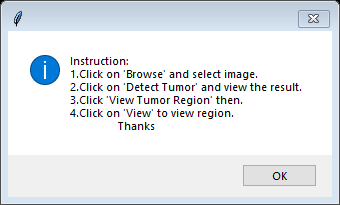 Instruction:
1.Click on 'Browse' and select image.
2.Click on 'Detect Tumor' and view the result.
3.Click 'View Tumor Region' then.
4.Click on 'View' to view region.
Thanks
OK